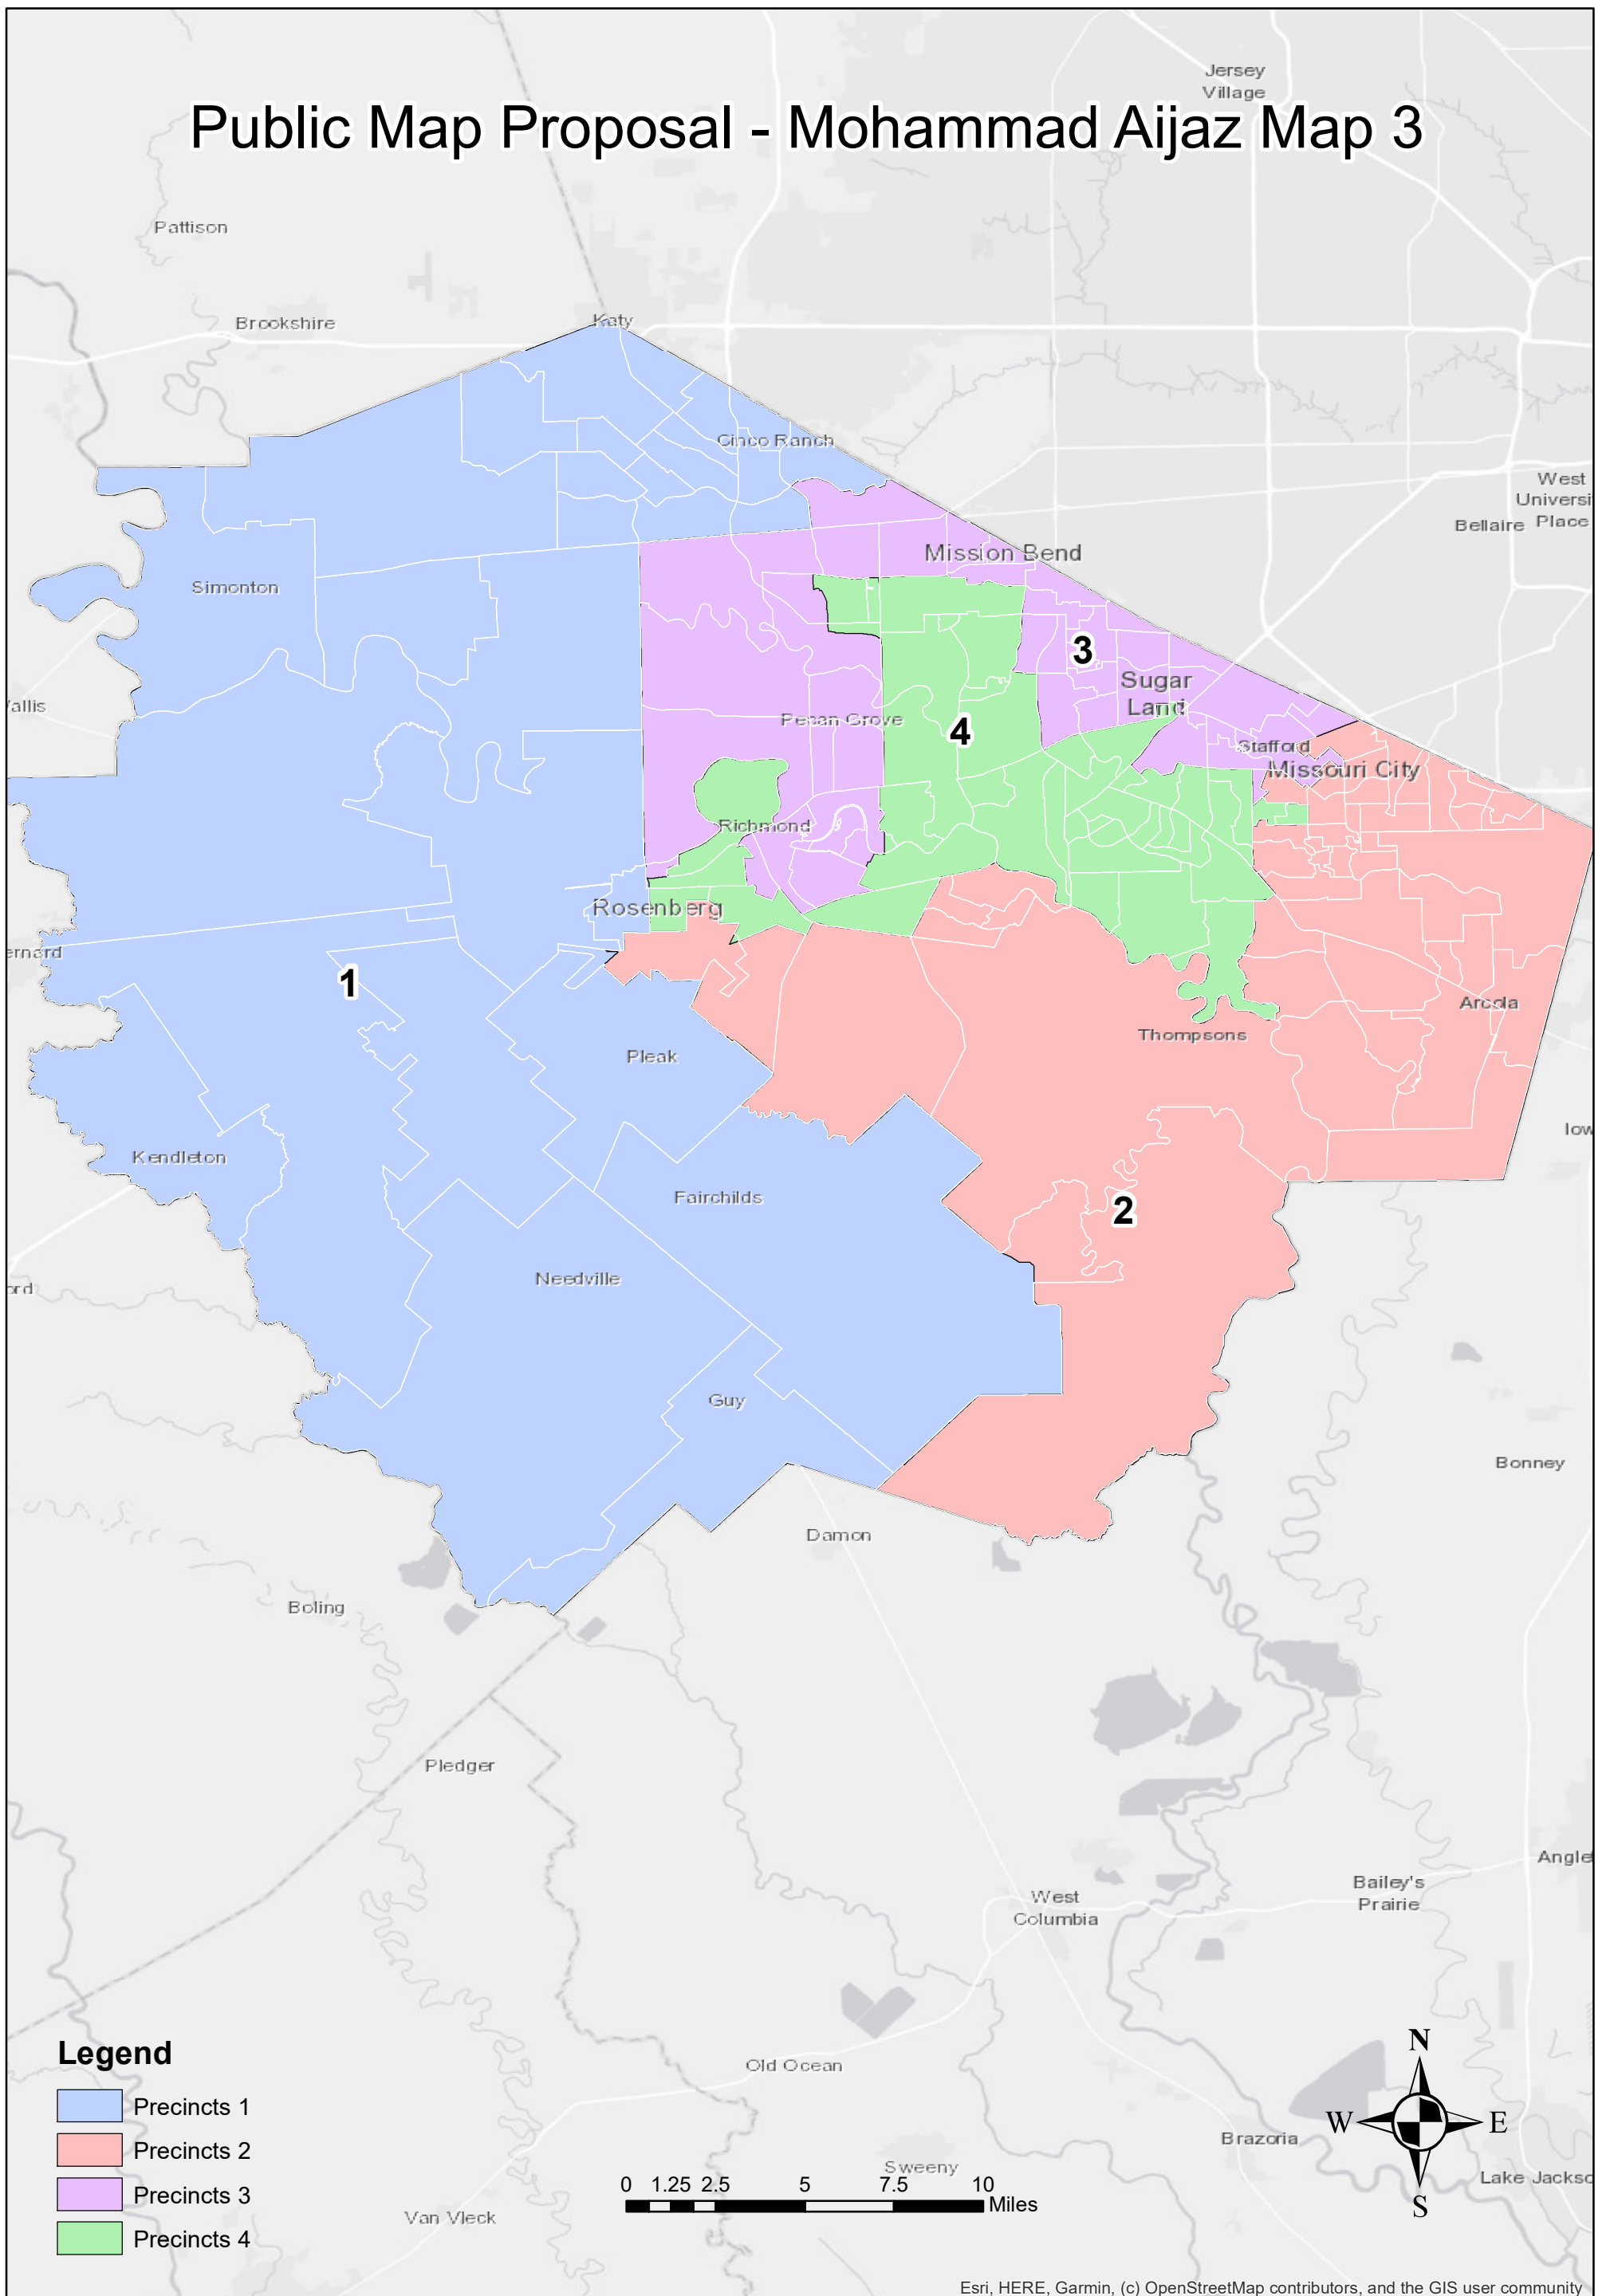 Jersey
Village
Public Map Proposal - Mohammad Aijaz Map 3
Pattison
Brookshire
Katy
Cinco Ranch
West
Universi
Place
Bellaire
Mission Bend
Simonton
3
Sugar
Land
allis
Pecan Grove
4
Stafford
Missouri City
Richmond
Rosenberg
ernard
1
Arcola
Thompsons
Pleak
Iow
Kendleton
Fairchilds
2
Needville
ord
Guy
Bonney
Damon
Boling
Pledger
Angle
Bailey's
Prairie
West
Columbia
N
Legend
Old Ocean
Precincts 1
W E
Brazoria
Precincts 2
Sweeny
Lake Jackso
0 1.25 2.5 5 7.5 10
Miles
Precincts 3
S
Van Vleck
Precincts 4
Esri, HERE, Garmin, (c) OpenStreetMap contributors, and the GIS user community